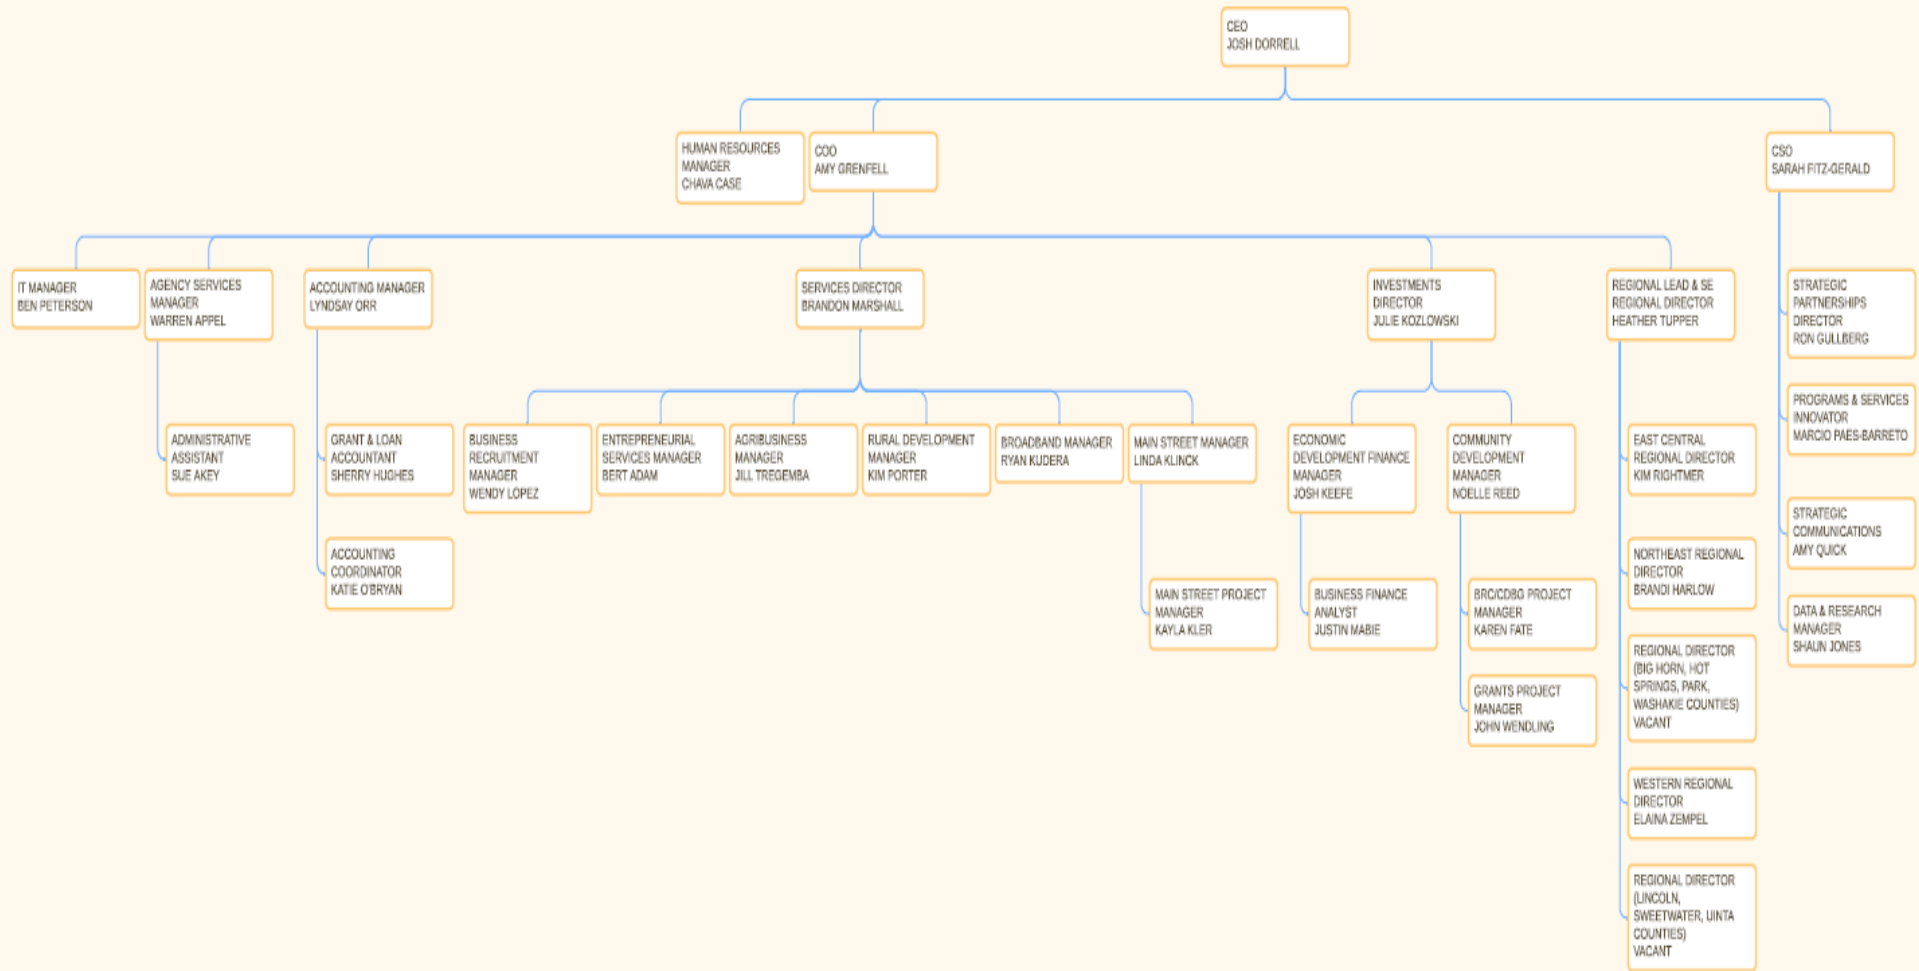 CEO
JOSH DORRELL
HUMAN RESOURCES
MANAGER
CHAVA CASE
COO
AMY GRENFELL
CSO
SARAH FITZ-GERALD
IT MANAGER
BEN PETERSON
AGENCY SERVICES
MANAGER
WARREN APPEL
ACCOUNTING MANAGER
LYNDSAY ORR
SERVICES DIRECTOR
BRANDON MARSHALL
INVESTMENTS
DIRECTOR
JULIE KOZLOWSKI
REGIONAL LEAD & SE
REGIONAL DIRECTOR
HEATHER TUPPER
STRATEGIC
PARTNERSHIPS
DIRECTOR
RON GULLBERG
PROGRAMS & SERVICES
INNOVATOR
MARCIO PAES-BARRETO
ADMINISTRATIVE
ASSISTANT
SUE AKEY
GRANT & LOAN
ACCOUNTANT
SHERRY HUGHES
BUSINESS
RECRUITMENT
MANAGER
WENDY LOPEZ
ENTREPRENEURIAL
SERVICES MANAGER
BERT ADAM
AGRIBUSINESS
MANAGER
JILL TREGEMBA
RURAL DEVELOPMENT
MANAGER
KIM PORTER
BROADBAND MANAGER
RYAN KUDERA
MAIN STREET MANAGER
LINDA KLINCK
ECONOMIC
DEVELOPMENT FINANCE
MANAGER
JOSH KEEFE
COMMUNITY
DEVELOPMENT
MANAGER
NOELLE REED
EAST CENTRAL
REGIONAL DIRECTOR
KIM RIGHTMER
STRATEGIC
COMMUNICATIONS
AMY QUICK
ACCOUNTING
COORDINATOR
KATIE O'BRYAN
NORTHEAST REGIONAL
DIRECTOR
BRANDI HARLOW
MAIN STREET PROJECT
MANAGER
KAYLA KLER
BUSINESS FINANCE
ANALYST
JUSTIN MABIE
BRC/CDBG PROJECT
MANAGER
KAREN FATE
DATA & RESEARCH
MANAGER
SHAUN JONES
REGIONAL DIRECTOR
(BIG HORN, HOT
SPRINGS, PARK,
WASHAKIE COUNTIES)
VACANT
GRANTS PROJECT
MANAGER
JOHN WENDLING
WESTERN REGIONAL
DIRECTOR
ELAINA ZEMPEL
REGIONAL DIRECTOR
(LINCOLN,
SWEETWATER, UINTA
COUNTIES)
VACANT